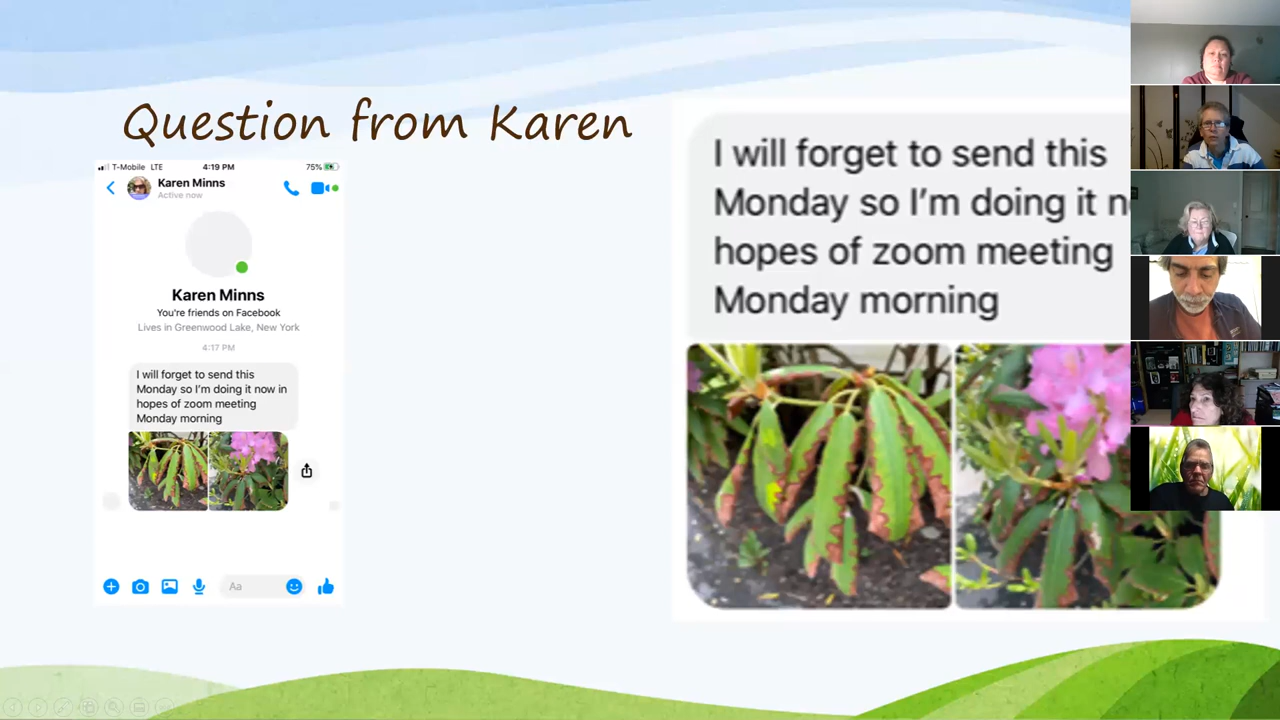 Question from Karen
T-Mobile LTE 4:19 PM 75%
Karen Minns
Active now
Karen Minns
You're friends on Facebook
Lives in Greenwood Lake, New York
4:17 PM
I will forget to send this
Monday so I'm doing it now in
hopes of zoom meeting
Monday morning
Aa
I will forget to send this
Monday so I'm doing it n
hopes of zoom meeting
Monday morning